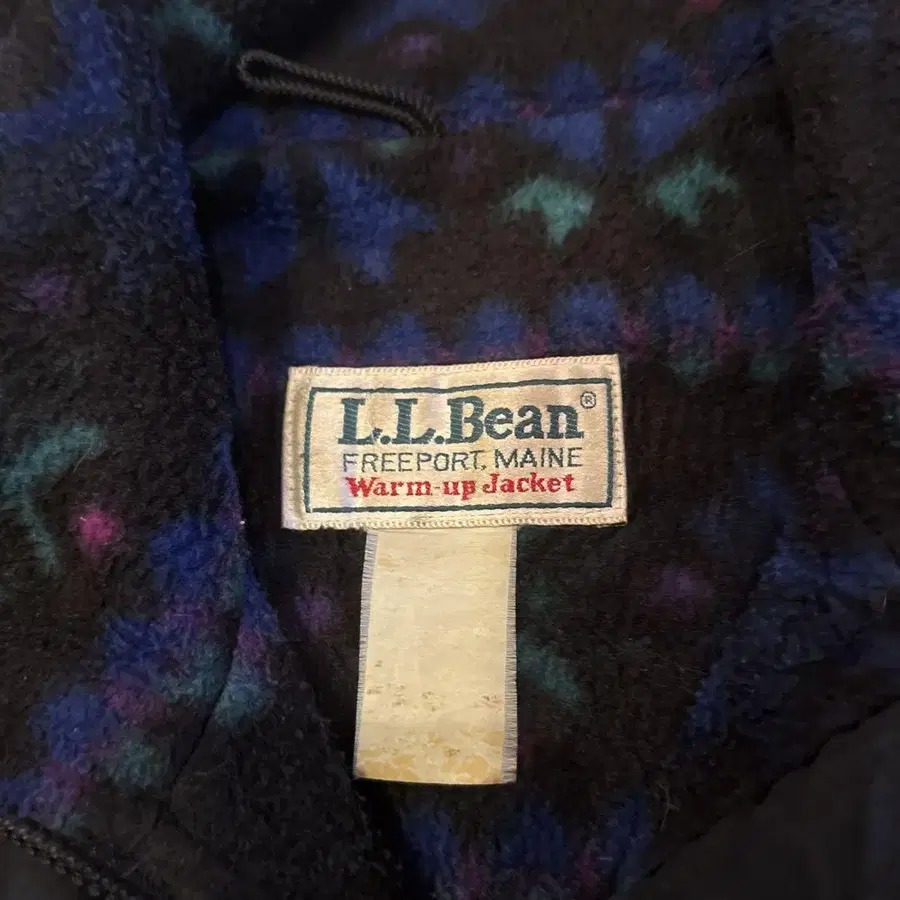 L.L.Bean®
FREEPORT, MAINE
Warm-up Jacket